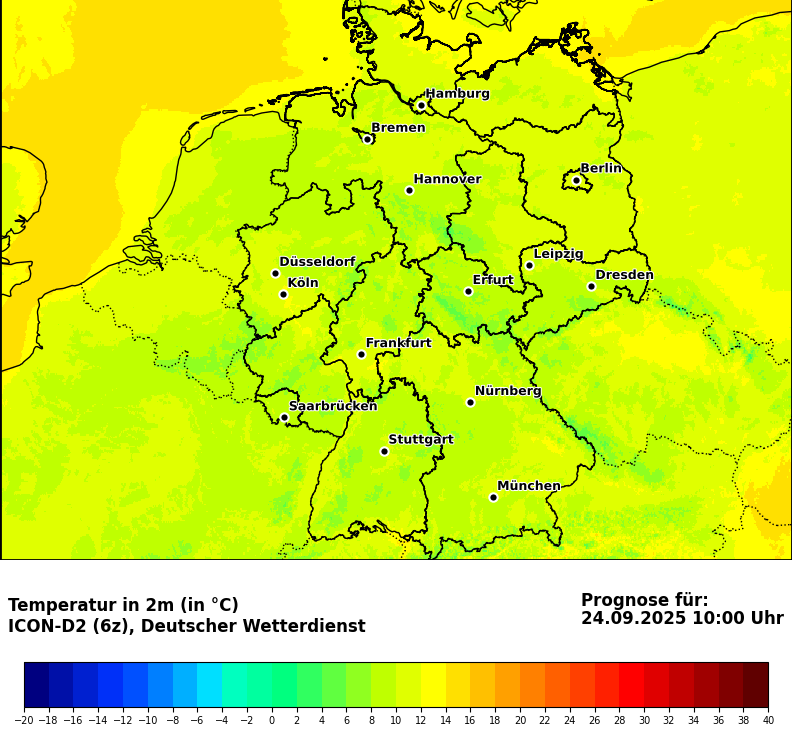 Hamburg
Bremen
Berlin
Hannover
Leipzig
Düsseldorf
Dresden
Erfurt
Köln
Frankfurt
Nürnberg
Saarbrücken
Stuttgart
München
Temperatur in 2m (in °C)
ICON-D2 (6z), Deutscher Wetterdienst
Prognose für:
24.09.2025 10:00 Uhr
−20 −18 −16 −14 −12 −10 −8 −6 −4 −2 0 2 4 6 8 10 12 14 16 18 20 22 24 26 28 30 32 34 36 38 40